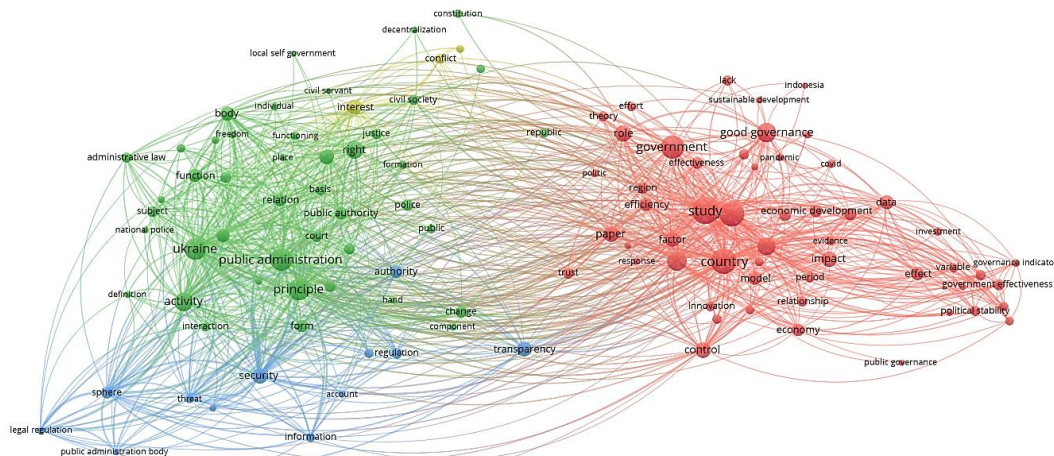 constitution
decentralization
local self government
conflict
lack
indonesia
civil servant
civil society
sustainable development
body
individual
interest
effort
theory
freedom
functioning
justice
republic
role
good governance
government
administrative law
place
right
formation
effectiveness
pandemic
covid
function
politic
basis
region
relation
police
efficiency
data
subject
public authority
study
economic development
national police
public
court
paper
factor
evidence
investment
ukraine
public administration
response
country
impact
governance indicato
authority
trust
model
period
effect
variable
principle
government effectiveness
definition
activity
hand
change
Innovation
relationship
political stability
interaction
form
component
economy
regulation
transparency
control
public governance
security
sphere
threat
account
legal regulation
information
public administration body